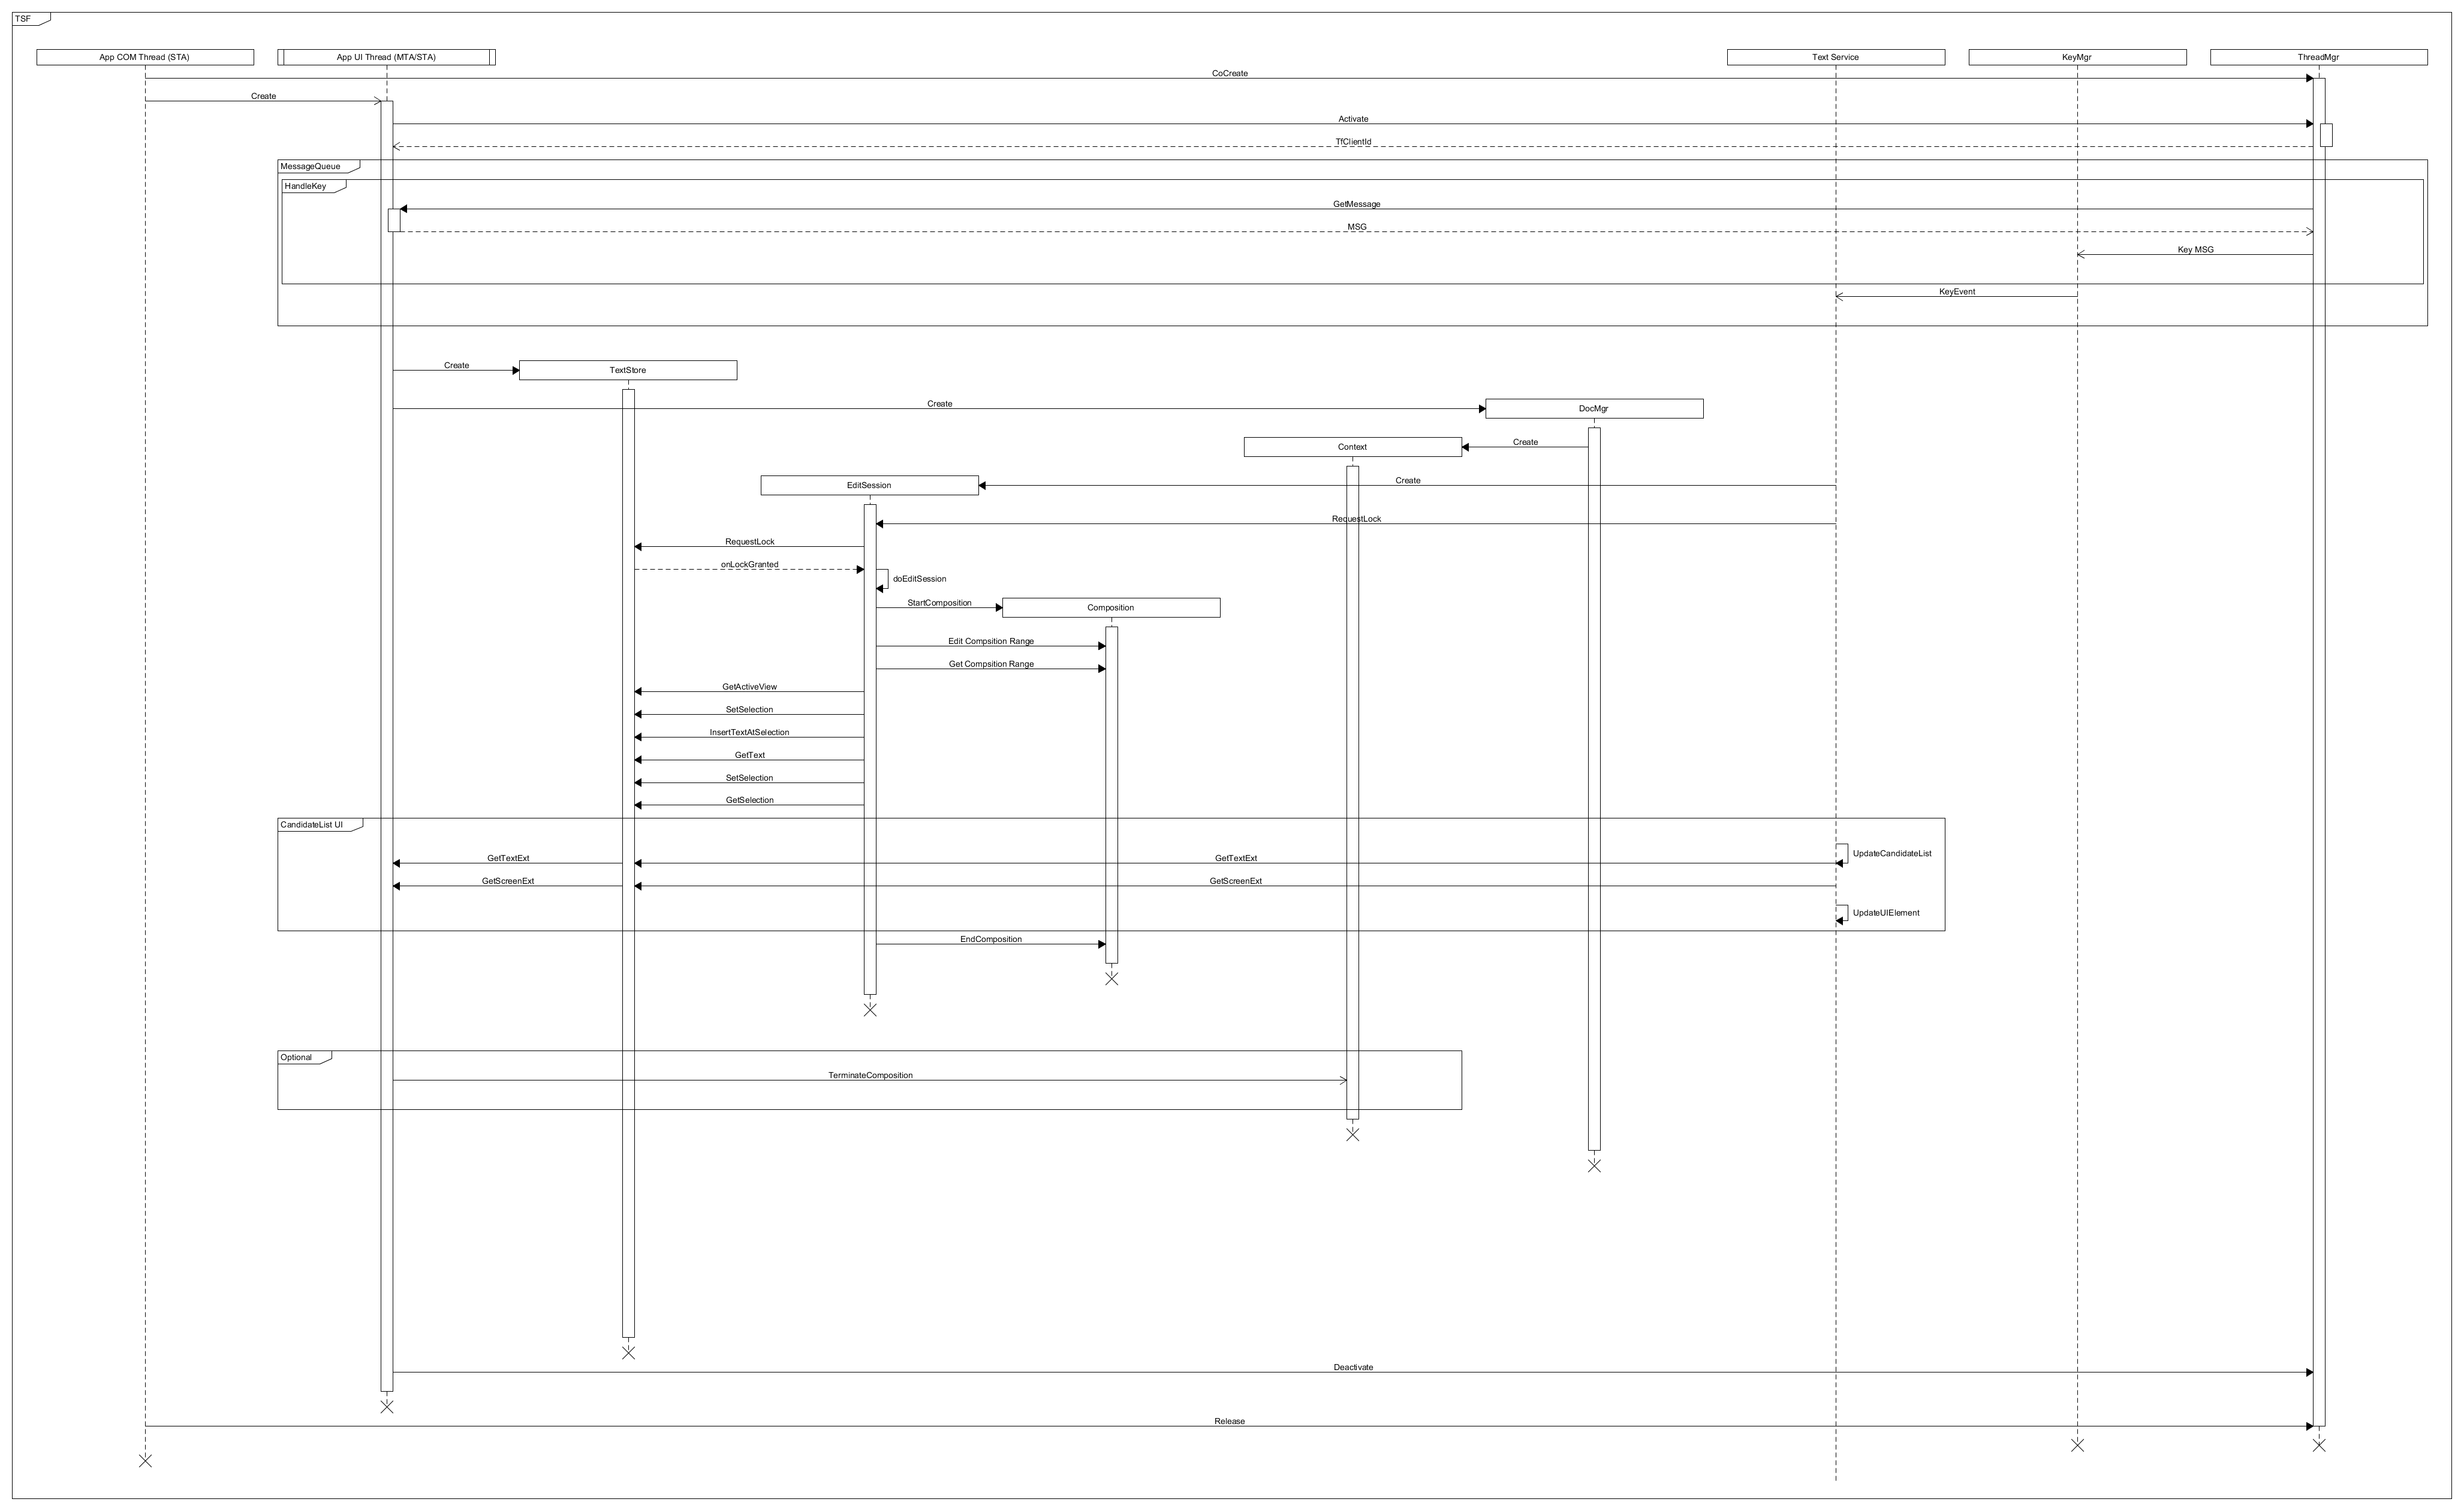 TSF
App COM Thread (STA)
App UI Thread (MTA/STA)
Text Service
KeyMgr
ThreadMgr
CoCreate
Create
Activate
TfClientId
MessageQueue
HandleKey
GetMessage
MSG
Key MSG
KeyEvent
Create
TextStore
Create
DocMgr
Context
Create
EditSession
Create
RequestLock
RequestLock
onLockGranted
doEditSession
StartComposition
Composition
Edit Compsition Range
Get Compsition Range
GetActiveView
SetSelection
InsertTextAtSelection
GetText
SetSelection
GetSelection
CandidateList UI
UpdateCandidateList
GetTextExt
GetTextExt
GetScreenExt
GetScreenExt
UpdateUIElement
EndComposition
Optional
TerminateComposition
Deactivate
Release